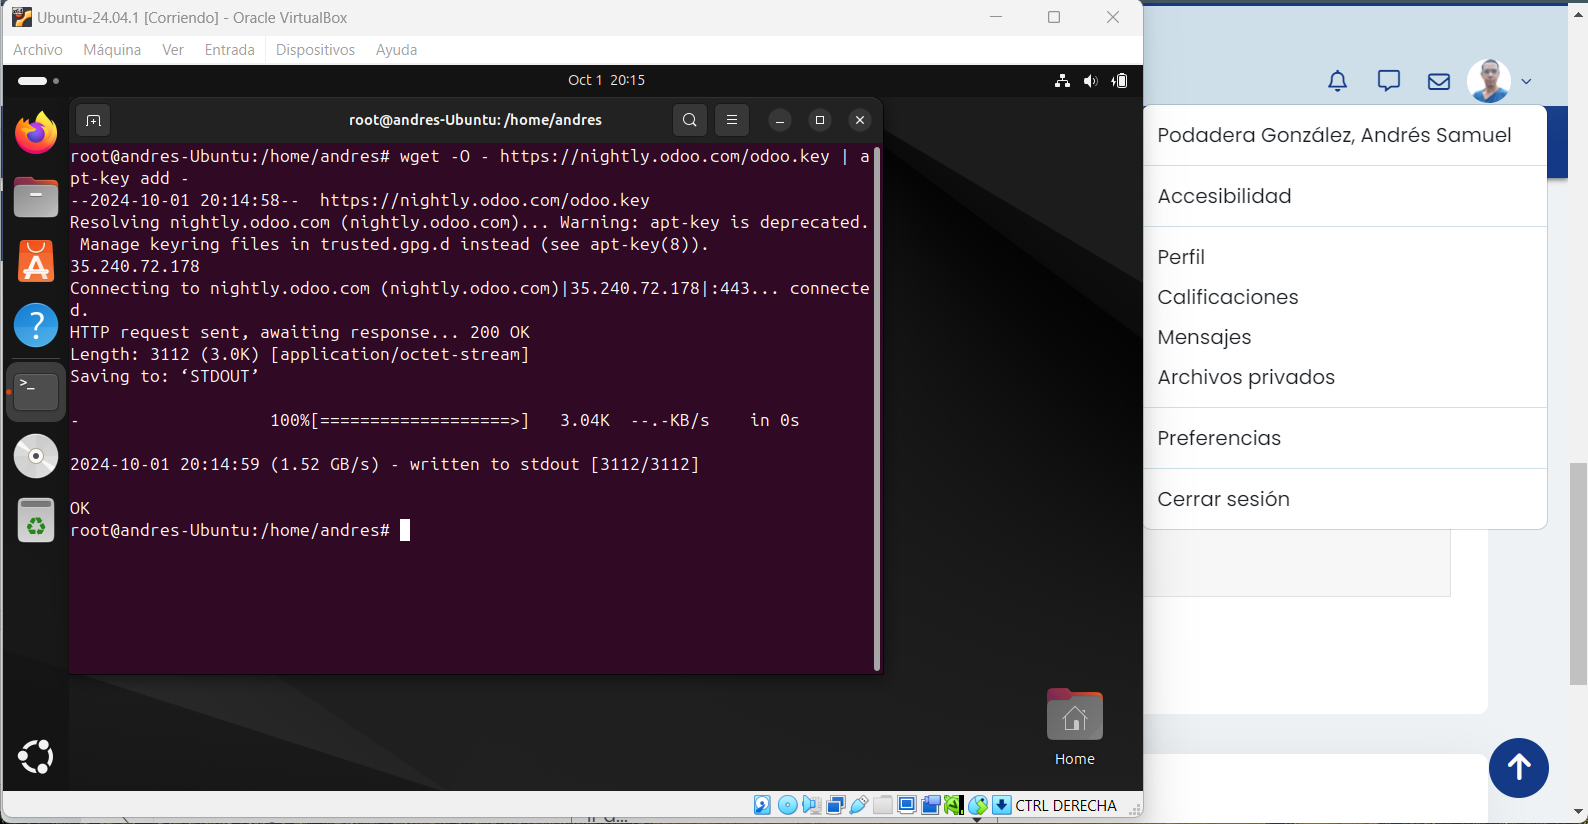 Ubuntu-24.04.1 [Corriendo] - Oracle VirtualBox
Archivo Máquina Ver Entrada Dispositivos Ayuda
Oct 1 20:15
root@andres-Ubuntu: /home/andres
root@andres-Ubuntu:/home/andres# wget -O - https://nightly.odoo.com/odoo.key | a
pt-key add -
--2024-10-01 20:14:58--  https://nightly.odoo.com/odoo.key
Resolving nightly.odoo.com (nightly.odoo.com)... Warning: apt-key is deprecated.
 Manage keyring files in trusted.gpg.d instead (see apt-key(8)).
35.240.72.178
Connecting to nightly.odoo.com (nightly.odoo.com)|35.240.72.178|:443... connecte
d.
HTTP request sent, awaiting response... 200 OK
Length: 3112 (3.0K) [application/octet-stream]
Saving to: ‘STDOUT’
-                   100%[===================>]   3.04K  --.-KB/s    in 0s
2024-10-01 20:14:59 (1.52 GB/s) - written to stdout [3112/3112]
OK
root@andres-Ubuntu:/home/andres#
Home
CTRL DERECHA
Podadera González, Andrés Samuel
Accesibilidad
Perfil
Calificaciones
Mensajes
Archivos privados
Preferencias
Cerrar sesión